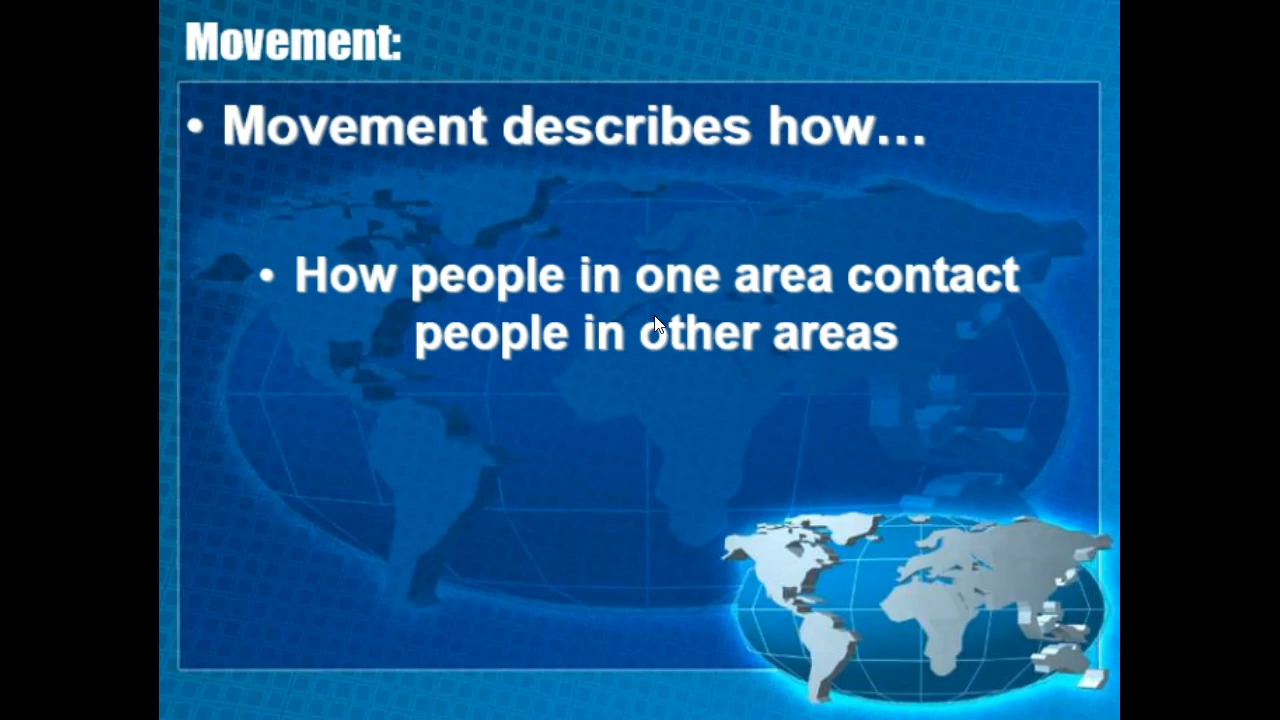 Movement:
• Movement describes how…
• How people in one area contact
people in other areas